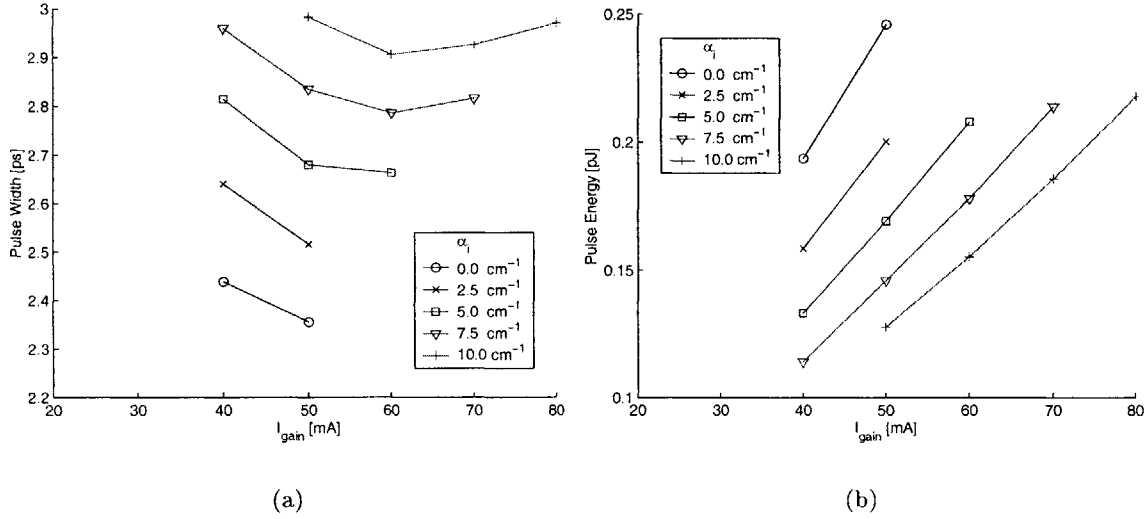 3
2.9
2.8
2.7
2.6
2.5
2.4
2.3
2.2
Pulse Width [ps]
20 30 40 50 60 70 80
I_gain [mA]
α_i
0.0 cm⁻¹
2.5 cm⁻¹
5.0 cm⁻¹
7.5 cm⁻¹
10.0 cm⁻¹
(a)
0.25
0.2
0.15
0.1
Pulse Energy [pJ]
20 30 40 50 60 70 80
I_gain [mA]
α_i
0.0 cm⁻¹
2.5 cm⁻¹
5.0 cm⁻¹
7.5 cm⁻¹
10.0 cm⁻¹
(b)